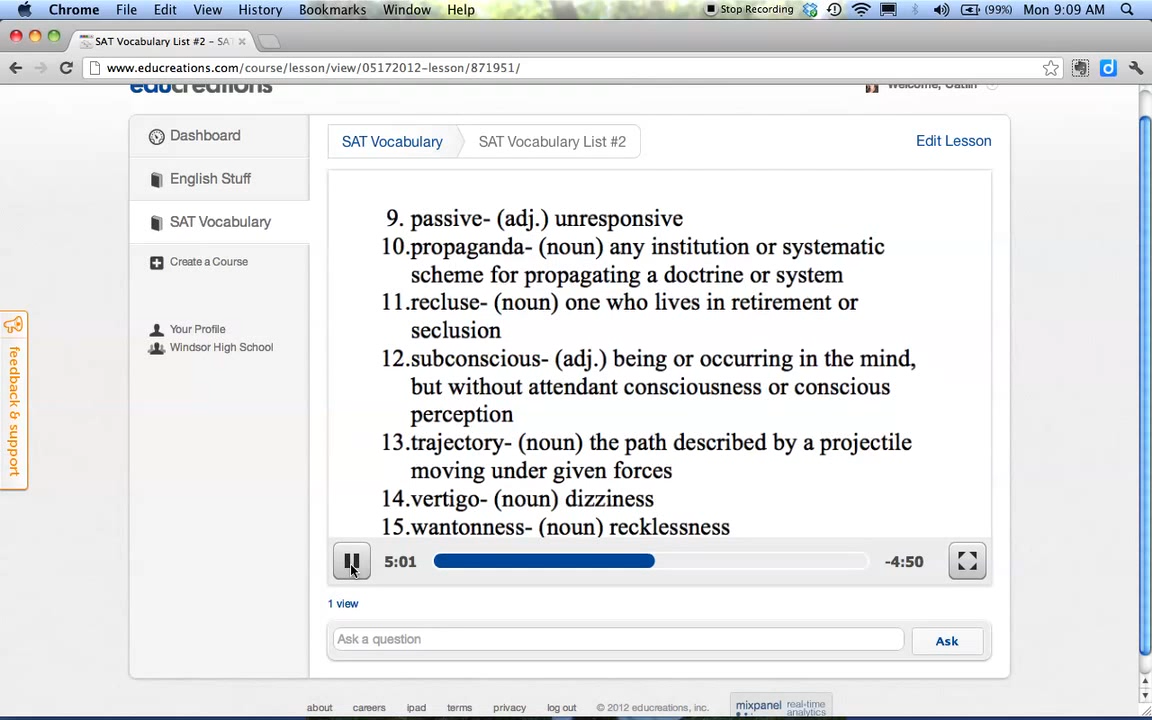 Chrome File Edit View History Bookmarks Window Help Stop Recording (99%) Mon 9:09 AM
SAT Vocabulary List #2 – SA
www.educreations.com/course/lesson/view/05172012-lesson/871951/
educreations Welcome, Caitlin
Dashboard
English Stuff
SAT Vocabulary
Create a Course
Your Profile
Windsor High School
feedback & support
SAT Vocabulary SAT Vocabulary List #2 Edit Lesson
9. passive- (adj.) unresponsive
10.propaganda- (noun) any institution or systematic
scheme for propagating a doctrine or system
11.recluse- (noun) one who lives in retirement or
seclusion
12.subconscious- (adj.) being or occurring in the mind,
but without attendant consciousness or conscious
perception
13.trajectory- (noun) the path described by a projectile
moving under given forces
14.vertigo- (noun) dizziness
15.wantonness- (noun) recklessness
5:01 -4:50
1 view
Ask a question Ask
about careers ipad terms privacy log out © 2012 educreations, inc. mixpanel real-time
analytics